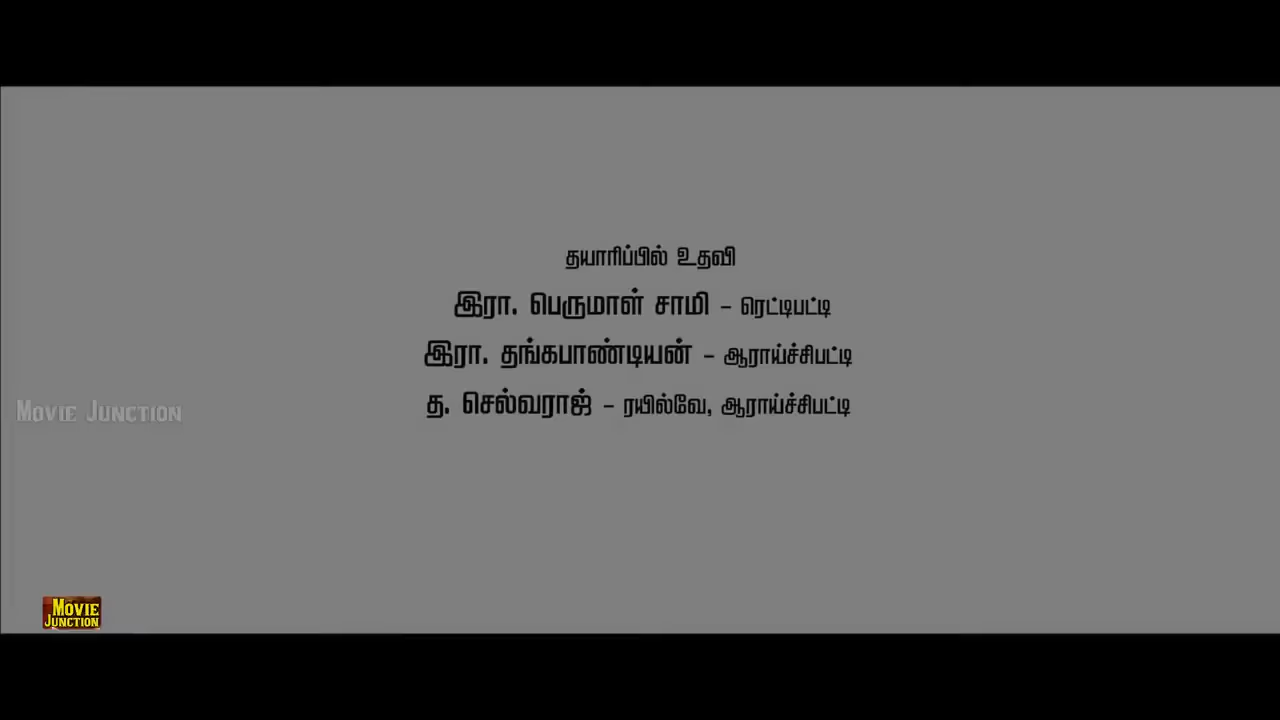 தயாரிப்பில் உதவி
இரா. பெருமாள் சாமி – ரெட்டிபட்டி
இரா. தங்கபாண்டியன் – ஆராய்ச்சிபட்டி
த. செல்வராஜ் – ரயில்வே, ஆராய்ச்சிபட்டி
MOVIE JUNCTION
MOVIE
JUNCTION